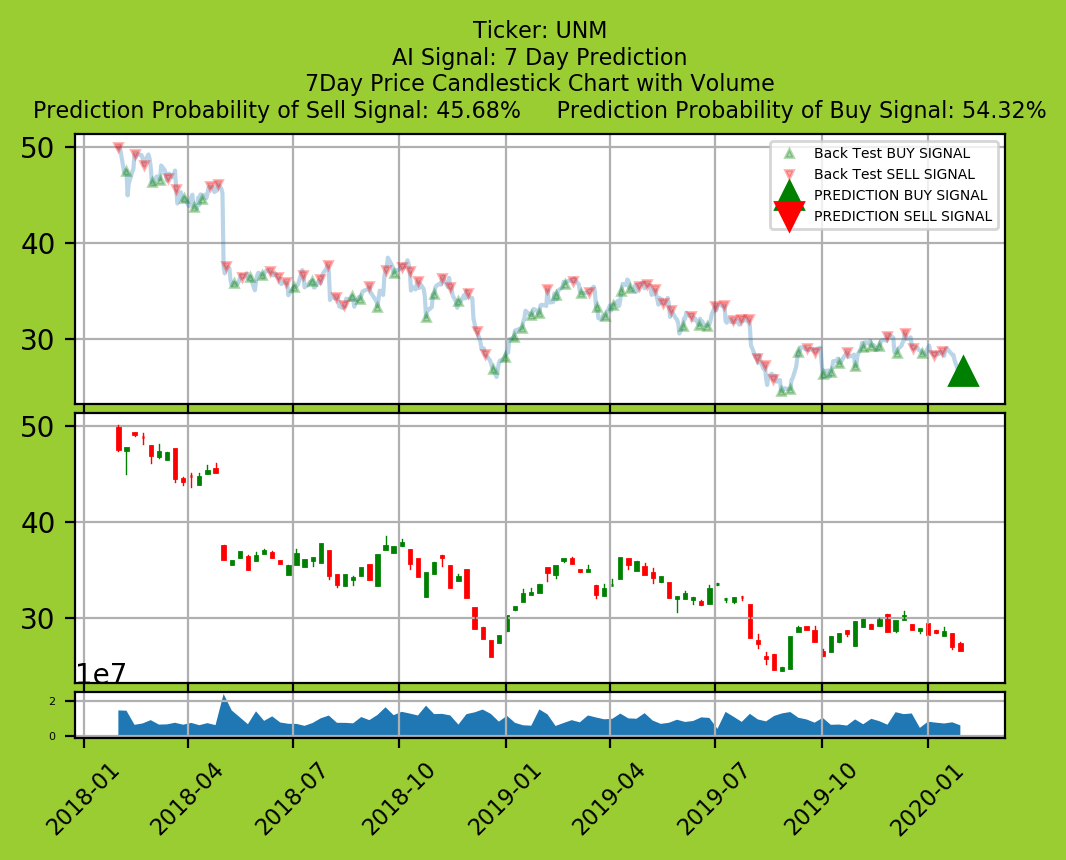 Ticker: UNM
AI Signal: 7 Day Prediction
7Day Price Candlestick Chart with Volume
Prediction Probability of Sell Signal: 45.68% Prediction Probability of Buy Signal: 54.32%
50
40
30
Back Test BUY SIGNAL
Back Test SELL SIGNAL
PREDICTION BUY SIGNAL
PREDICTION SELL SIGNAL
50
40
30
1e7
2
0
2018-01
2018-04
2018-07
2018-10
2019-01
2019-04
2019-07
2019-10
2020-01